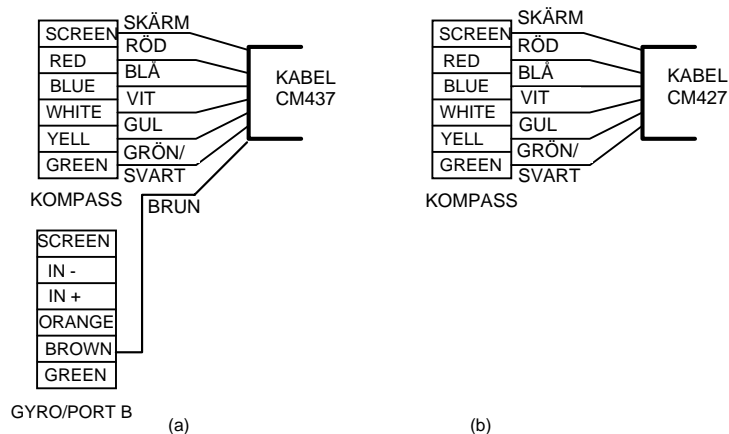 SCREEN
RED
BLUE
WHITE
YELL
GREEN
KOMPASS
SKÄRM
RÖD
BLÅ
VIT
GUL
GRÖN/
SVART
BRUN
KABEL
CM437
SCREEN
IN -
IN +
ORANGE
BROWN
GREEN
GYRO/PORT B
(a)
SCREEN
RED
BLUE
WHITE
YELL
GREEN
KOMPASS
SKÄRM
RÖD
BLÅ
VIT
GUL
GRÖN/
SVART
KABEL
CM427
(b)